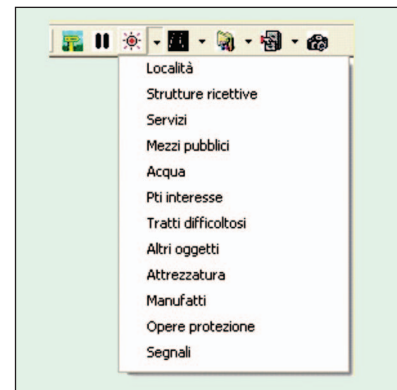 Località
Strutture ricettive
Servizi
Mezzi pubblici
Acqua
Pti interesse
Tratti difficoltosi
Altri oggetti
Attrezzatura
Manufatti
Opere protezione
Segnali